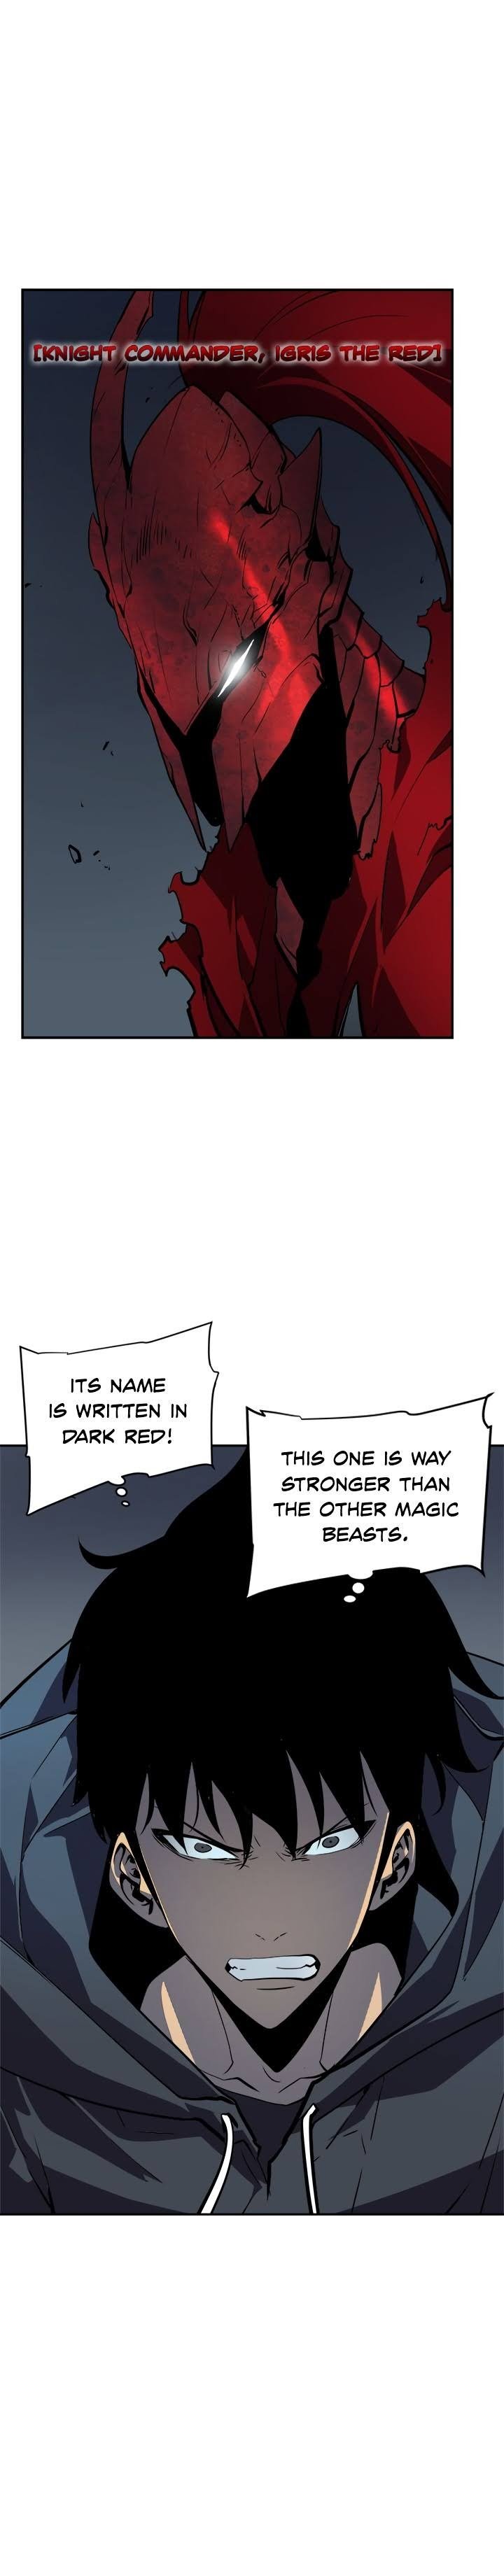 [KNIGHT COMMANDER, IGRIS THE RED]
ITS NAME
IS WRITTEN IN
DARK RED!
THIS ONE IS WAY
STRONGER THAN
THE OTHER MAGIC
BEASTS.